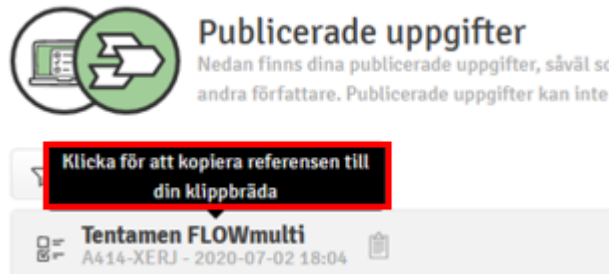 Publicerade uppgifter
Nedan finns dina publicerade uppgifter, såväl
andra författare. Publicerade uppgifter kan inte
Klicka för att kopiera referensen till
din klippbräda
Tentamen FLOWmulti
A414-XERJ - 2020-07-02 18:04